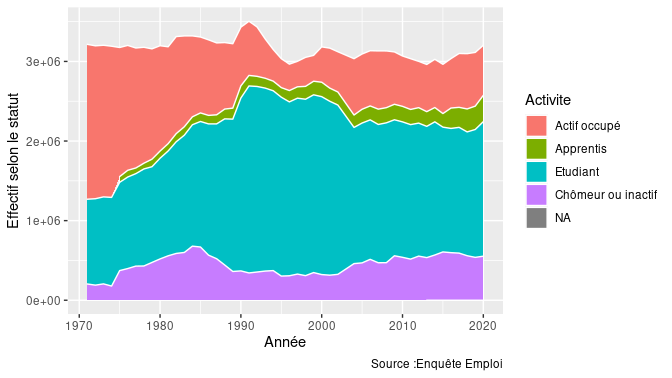 3e+06
2e+06
1e+06
0e+00
Effectif selon le statut
1970
1980
1990
2000
2010
2020
Année
Activite
Actif occupé
Apprentis
Etudiant
Chômeur ou inactif
NA
Source :Enquête Emploi